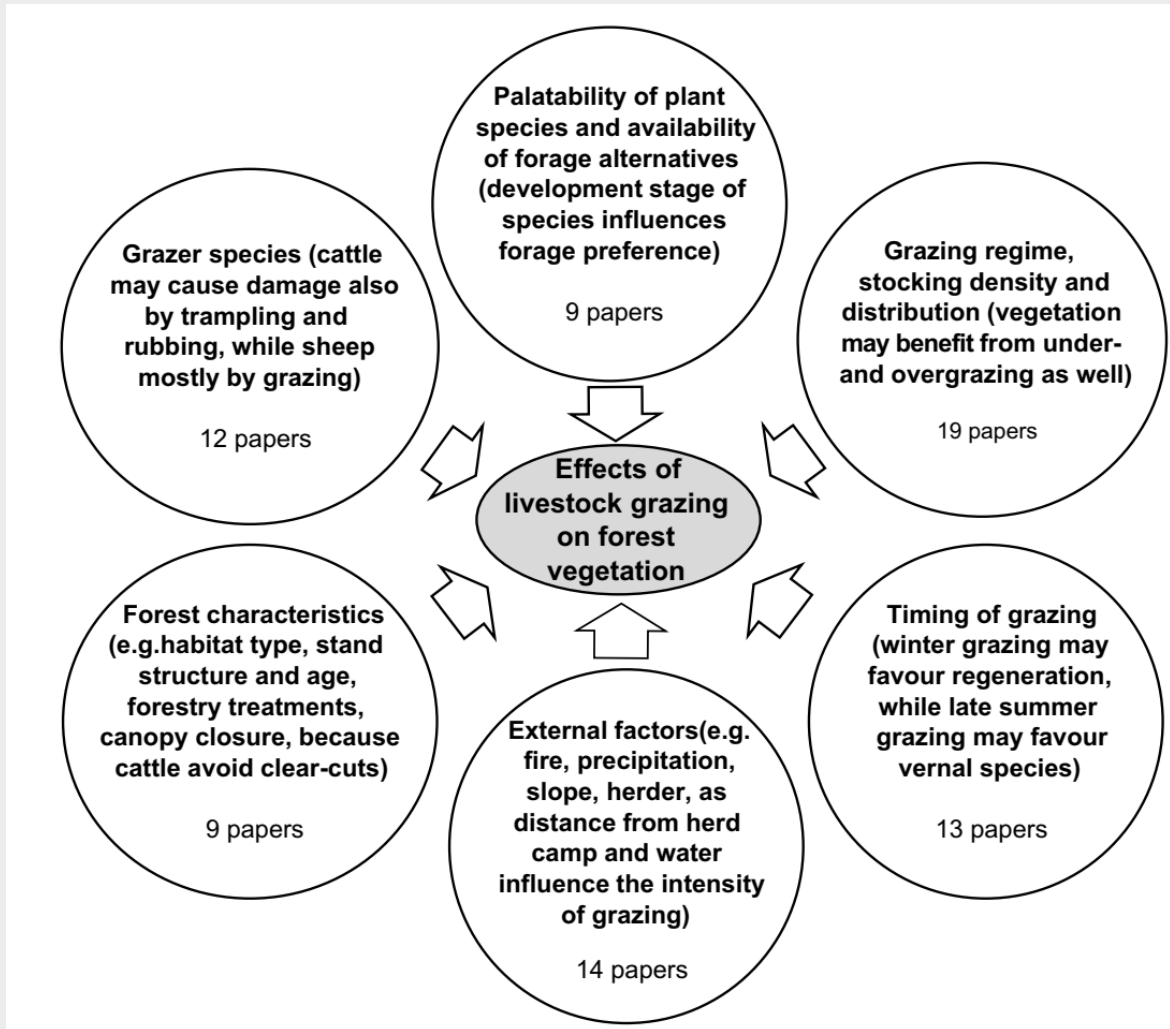 Palatability of plant
species and availability
of forage alternatives
(development stage of
species influences
forage preference)
9 papers
Grazer species (cattle
may cause damage also
by trampling and
rubbing, while sheep
mostly by grazing)
12 papers
Grazing regime,
stocking density and
distribution (vegetation
may benefit from under-
and overgrazing as well)
19 papers
Effects of
livestock grazing
on forest
vegetation
Forest characteristics
(e.g.habitat type, stand
structure and age,
forestry treatments,
canopy closure, because
cattle avoid clear-cuts)
9 papers
External factors(e.g.
fire, precipitation,
slope, herder, as
distance from herd
camp and water
influence the intensity
of grazing)
14 papers
Timing of grazing
(winter grazing may
favour regeneration,
while late summer
grazing may favour
vernal species)
13 papers